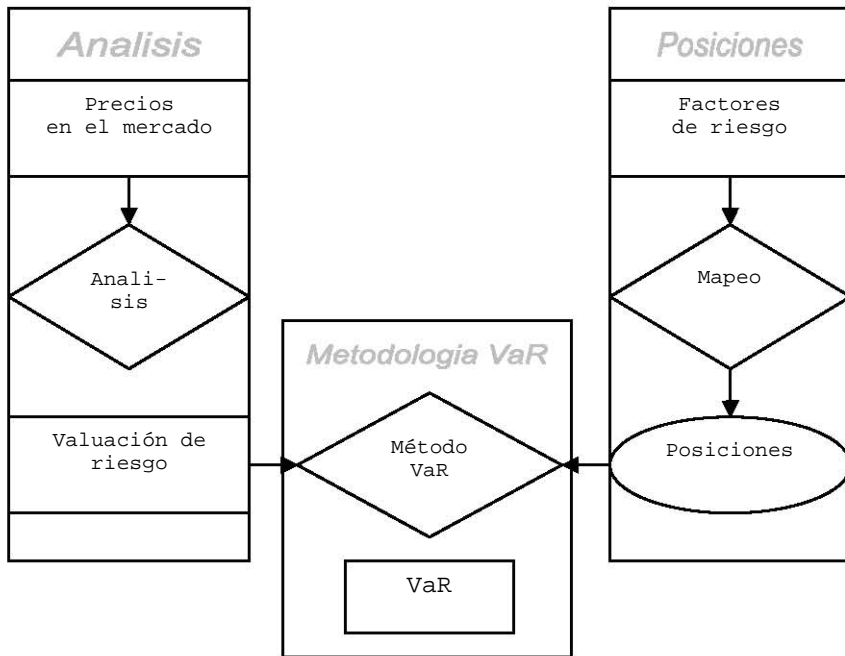 Analisis
Precios
en el mercado
Anali-
sis
Valuación de
riesgo
Metodologia VaR
Método
VaR
VaR
Posiciones
Factores
de riesgo
Mapeo
Posiciones